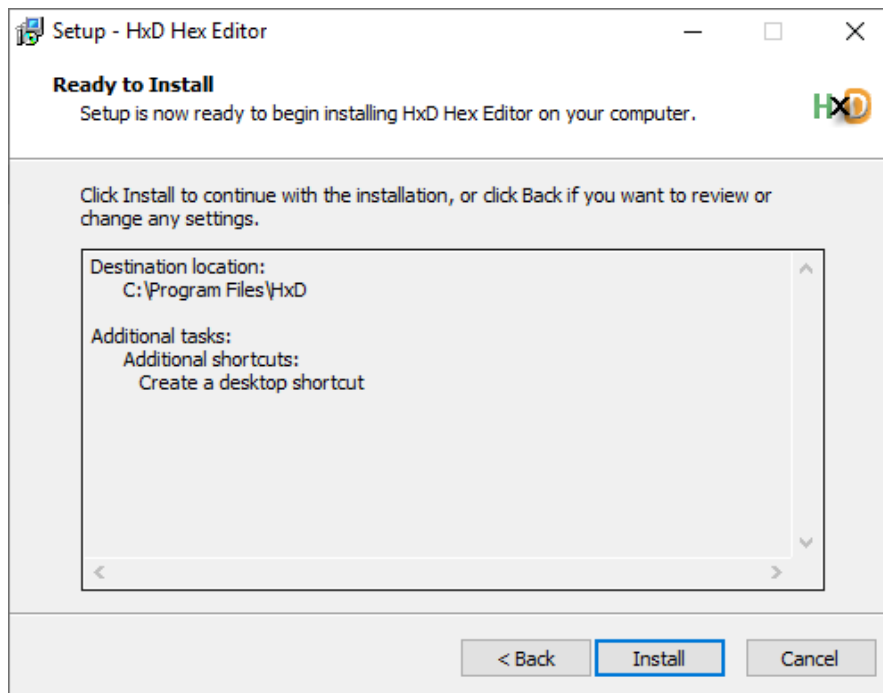 Setup - HxD Hex Editor
Ready to Install
Setup is now ready to begin installing HxD Hex Editor on your computer.
HxD
Click Install to continue with the installation, or click Back if you want to review or
change any settings.
Destination location:
C:\Program Files\HxD
Additional tasks:
Additional shortcuts:
Create a desktop shortcut
< Back
Install
Cancel